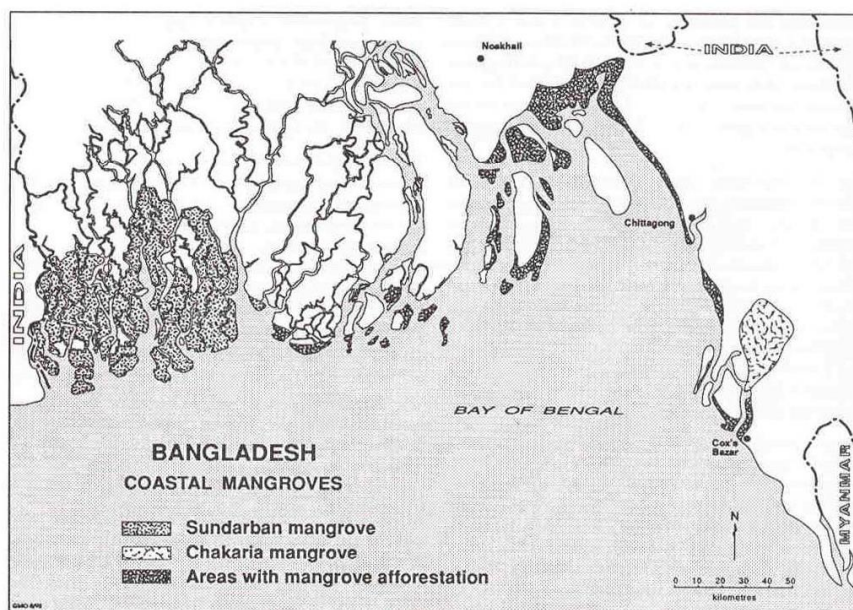 Noakhali
INDIA
Chittagong
INDIA
BAY OF BENGAL
Cox's
Bazar
MYANMAR
BANGLADESH
COASTAL MANGROVES
Sundarban mangrove
Chakaria mangrove
Areas with mangrove afforestation
N
0 10 20 30 40 50
kilometres